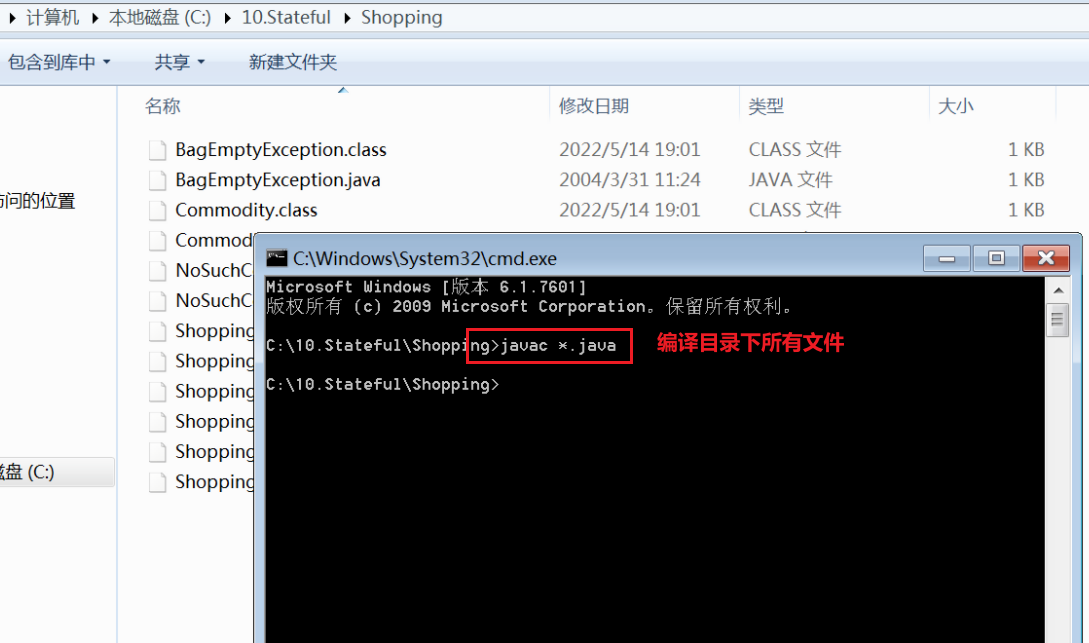 计算机 本地磁盘 (C:) 10.Stateful Shopping
包含到库中 共享 新建文件夹
名称 修改日期 类型 大小
BagEmptyException.class 2022/5/14 19:01 CLASS 文件 1 KB
BagEmptyException.java 2004/3/31 11:24 JAVA 文件 1 KB
问的位置
Commodity.class 2022/5/14 19:01 CLASS 文件 1 KB
Commod
NoSuchC
NoSuchC
Shopping
Shopping
Shopping
Shopping
Shopping
Shopping
盘 (C:)
C:\Windows\System32\cmd.exe
Microsoft Windows [版本 6.1.7601]
版权所有 (c) 2009 Microsoft Corporation。保留所有权利。
C:\10.Stateful\Shopping>javac *.java 编译目录下所有文件
C:\10.Stateful\Shopping>